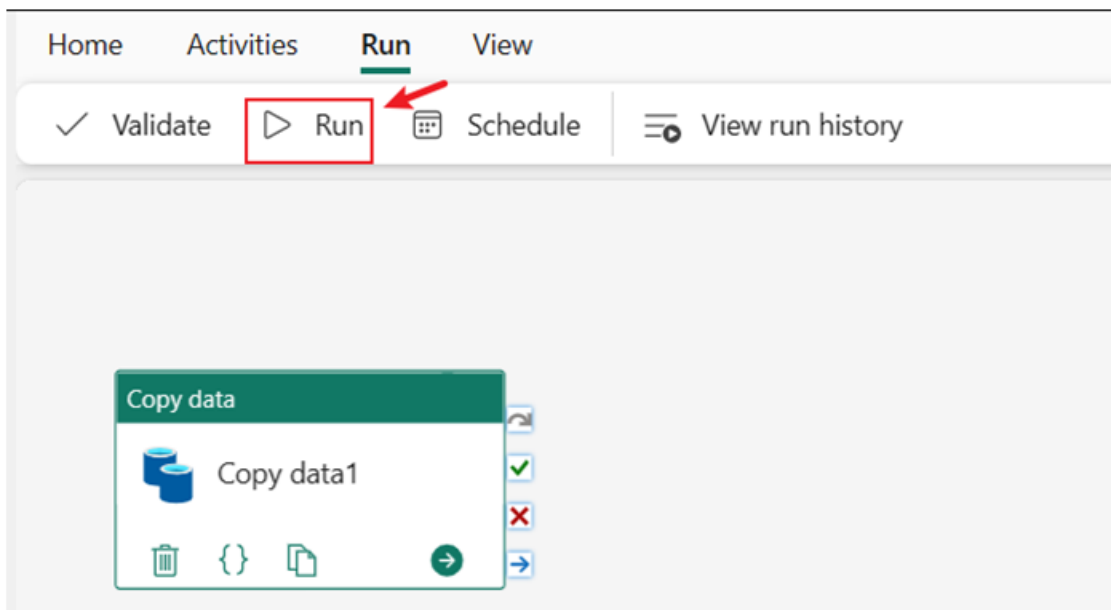 Home Activities Run View
Validate Run Schedule View run history
Copy data
Copy data1